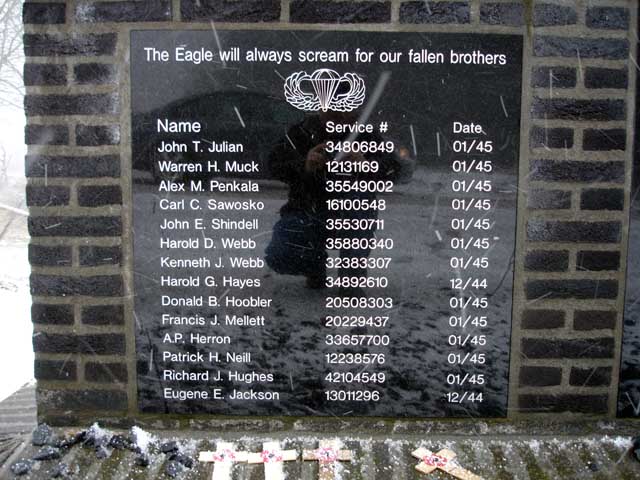 The Eagle will always scream for our fallen brothers
Name Service # Date
John T. Julian 34806849 01/45
Warren H. Muck 12131169 01/45
Alex M. Penkala 35549002 01/45
Carl C. Sawosko 16100548 01/45
John E. Shindell 35530711 01/45
Harold D. Webb 35880340 01/45
Kenneth J. Webb 32383307 01/45
Harold G. Hayes 34892610 12/44
Donald B. Hoobler 20508303 01/45
Francis J. Mellett 20229437 01/45
A.P. Herron 33657700 01/45
Patrick H. Neill 12238576 01/45
Richard J. Hughes 42104549 01/45
Eugene E. Jackson 13011296 12/44